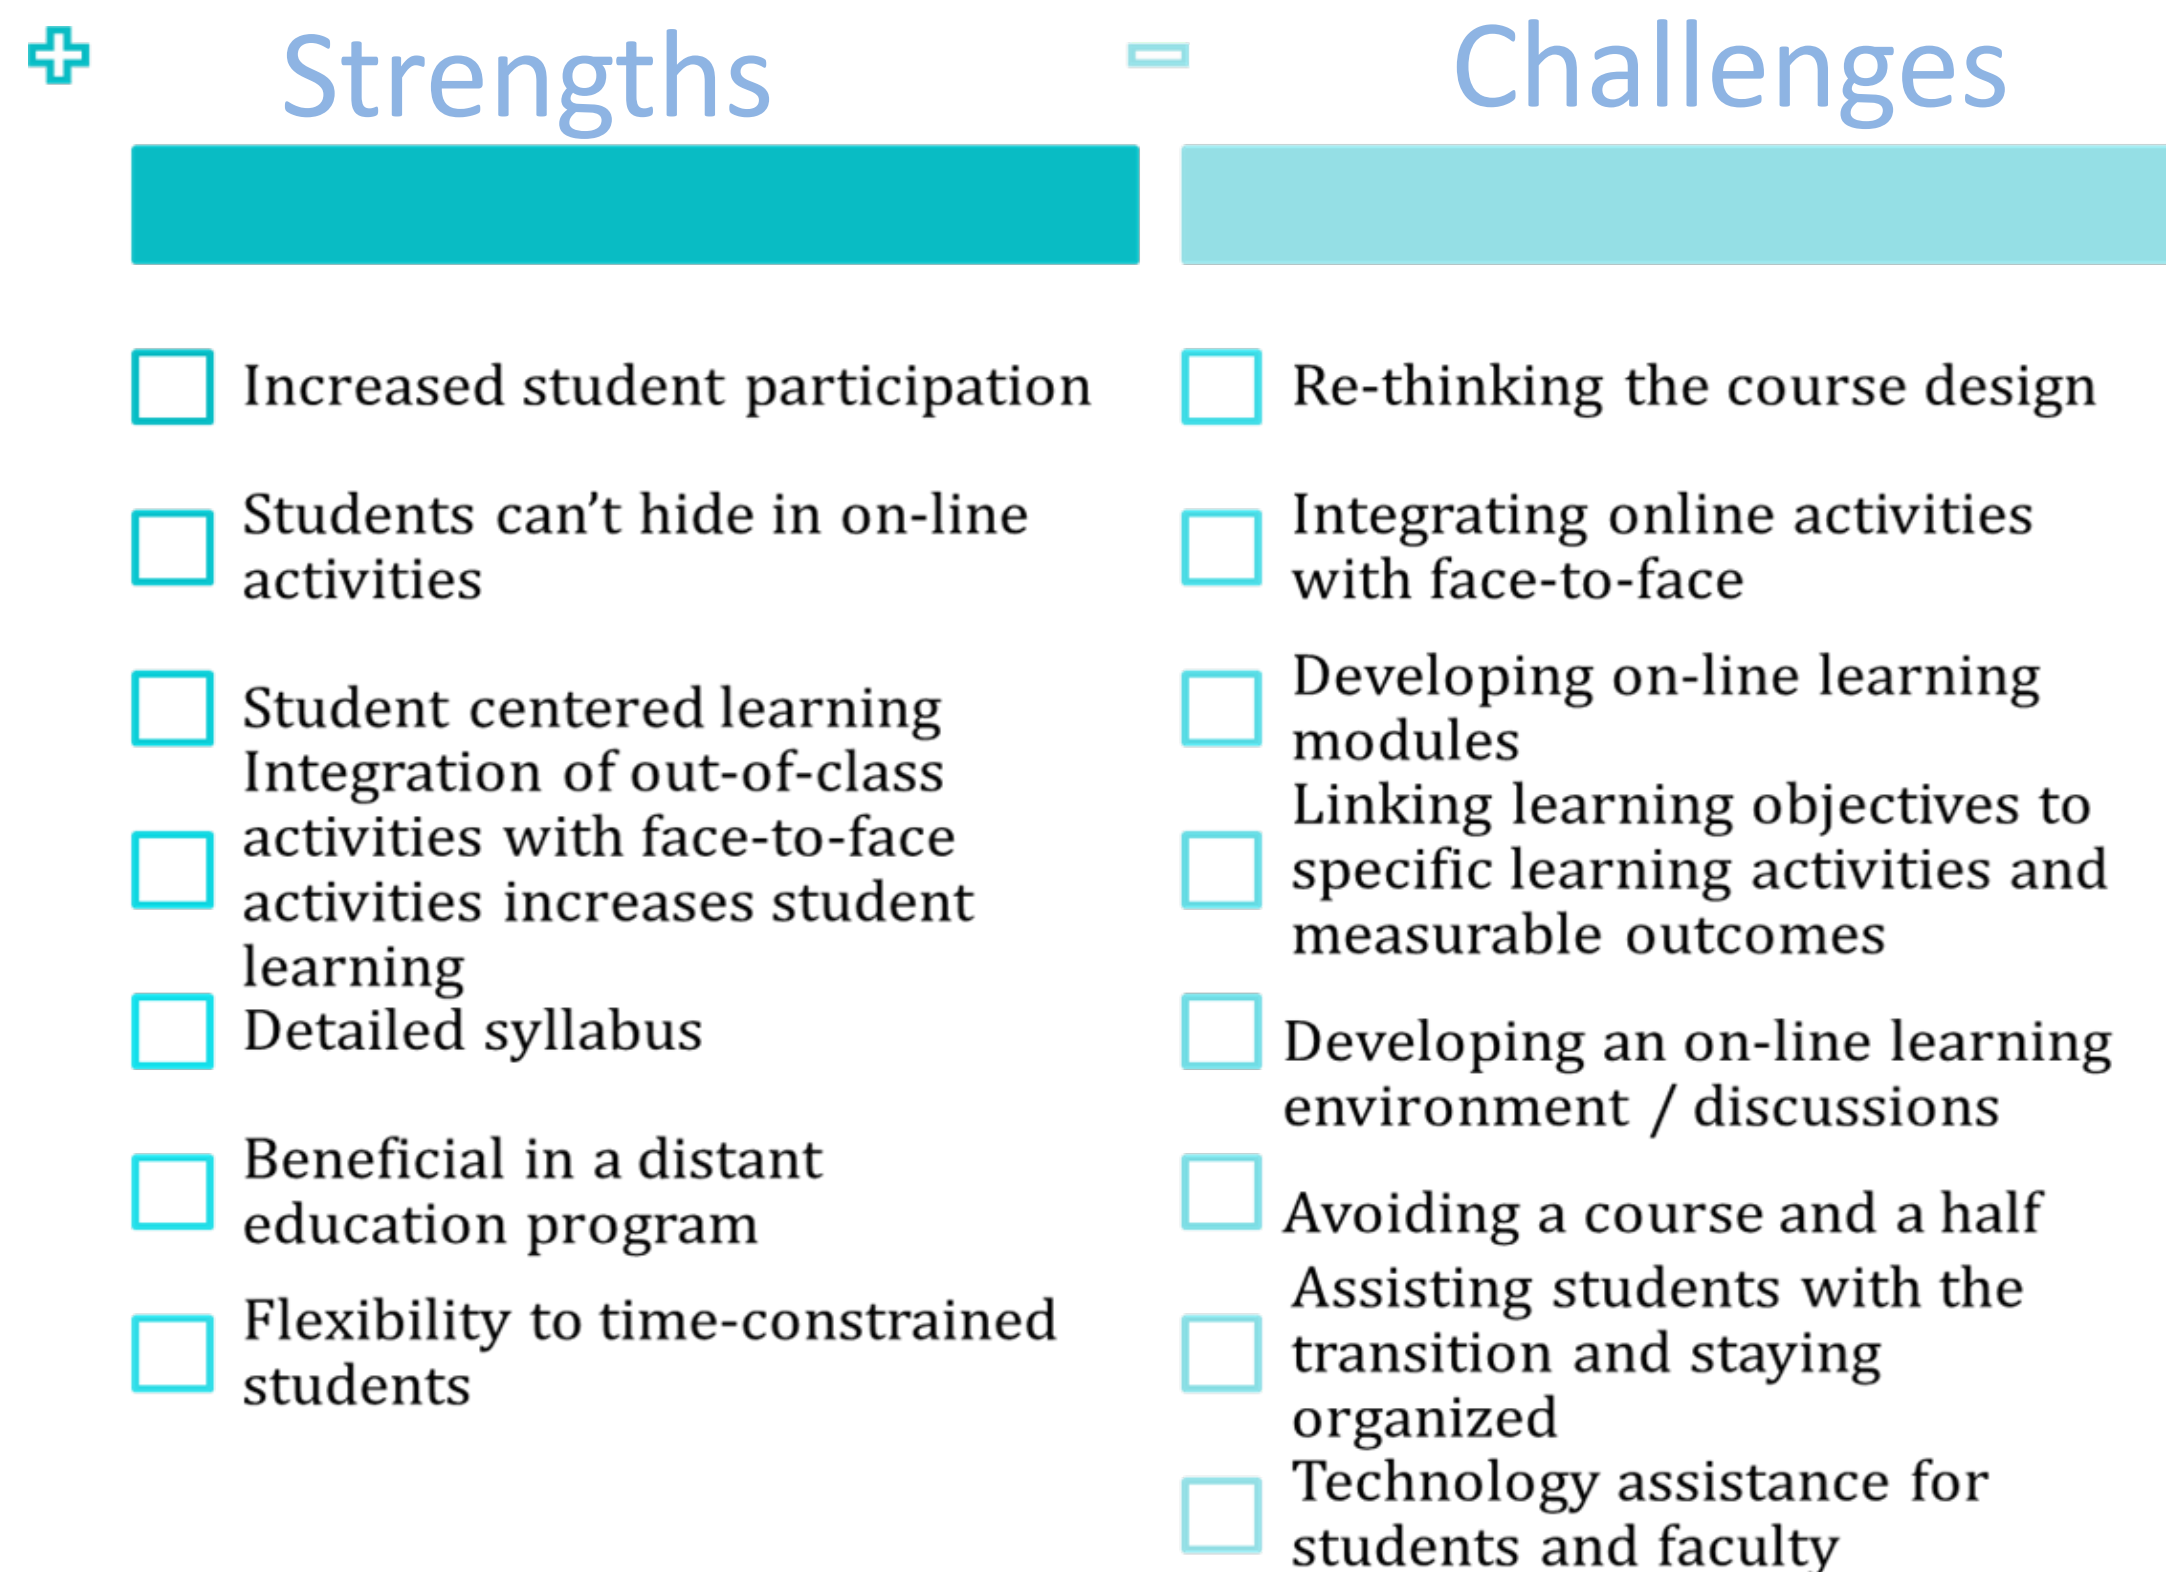 Strengths
Increased student participation
Students can’t hide in on-line
activities
Student centered learning
Integration of out-of-class
activities with face-to-face
activities increases student
learning
Detailed syllabus
Beneficial in a distant
education program
Flexibility to time-constrained
students
Challenges
Re-thinking the course design
Integrating online activities
with face-to-face
Developing on-line learning
modules
Linking learning objectives to
specific learning activities and
measurable outcomes
Developing an on-line learning
environment / discussions
Avoiding a course and a half
Assisting students with the
transition and staying
organized
Technology assistance for
students and faculty